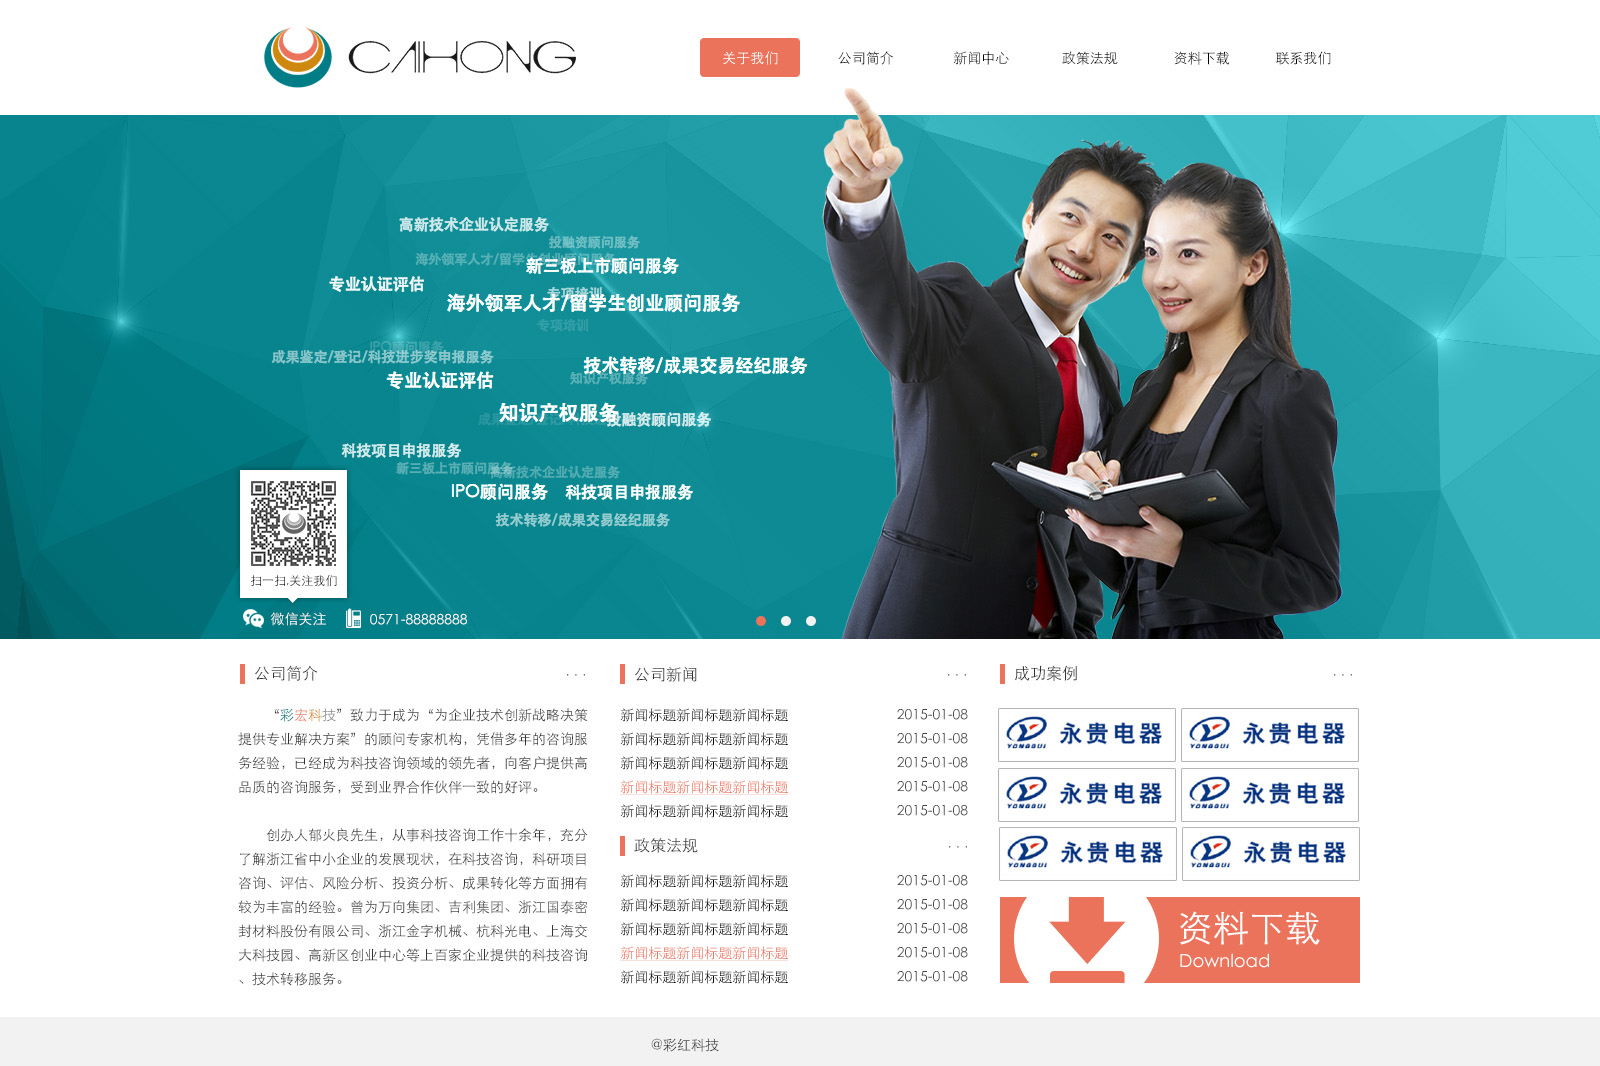 CAIHONG
关于我们 公司简介 新闻中心 政策法规 资料下载 联系我们
高新技术企业认定服务
投融资顾问服务
海外领军人才/留学生创业顾问服务
新三板上市顾问服务
专业认证评估
专项培训
海外领军人才/留学生创业顾问服务
专项培训
IPO顾问服务
成果鉴定/登记/科技进步奖申报服务
技术转移/成果交易经纪服务
专业认证评估
知识产权服务
知识产权服务
投融资顾问服务
科技项目申报服务
新三板上市顾问服务
高新技术企业认定服务
IPO顾问服务
科技项目申报服务
技术转移/成果交易经纪服务
扫一扫.关注我们
微信关注 0571-88888888
公司简介 ...
“彩宏科技”致力于成为“为企业技术创新战略决策
提供专业解决方案”的顾问专家机构，凭借多年的咨询服
务经验，已经成为科技咨询领域的领先者，向客户提供高
品质的咨询服务，受到业界合作伙伴一致的好评。
创办人郁火良先生，从事科技咨询工作十余年，充分
了解浙江省中小企业的发展现状，在科技咨询，科研项目
咨询、评估、风险分析、投资分析、成果转化等方面拥有
较为丰富的经验。曾为万向集团、吉利集团、浙江国泰密
封材料股份有限公司、浙江金字机械、杭科光电、上海交
大科技园、高新区创业中心等上百家企业提供的科技咨询
、技术转移服务。
公司新闻 ...
新闻标题新闻标题新闻标题 2015-01-08
新闻标题新闻标题新闻标题 2015-01-08
新闻标题新闻标题新闻标题 2015-01-08
新闻标题新闻标题新闻标题 2015-01-08
新闻标题新闻标题新闻标题 2015-01-08
政策法规 ...
新闻标题新闻标题新闻标题 2015-01-08
新闻标题新闻标题新闻标题 2015-01-08
新闻标题新闻标题新闻标题 2015-01-08
新闻标题新闻标题新闻标题 2015-01-08
新闻标题新闻标题新闻标题 2015-01-08
成功案例 ...
YONGGUI 永贵电器 YONGGUI 永贵电器
YONGGUI 永贵电器 YONGGUI 永贵电器
YONGGUI 永贵电器 YONGGUI 永贵电器
资料下载
Download
@彩红科技